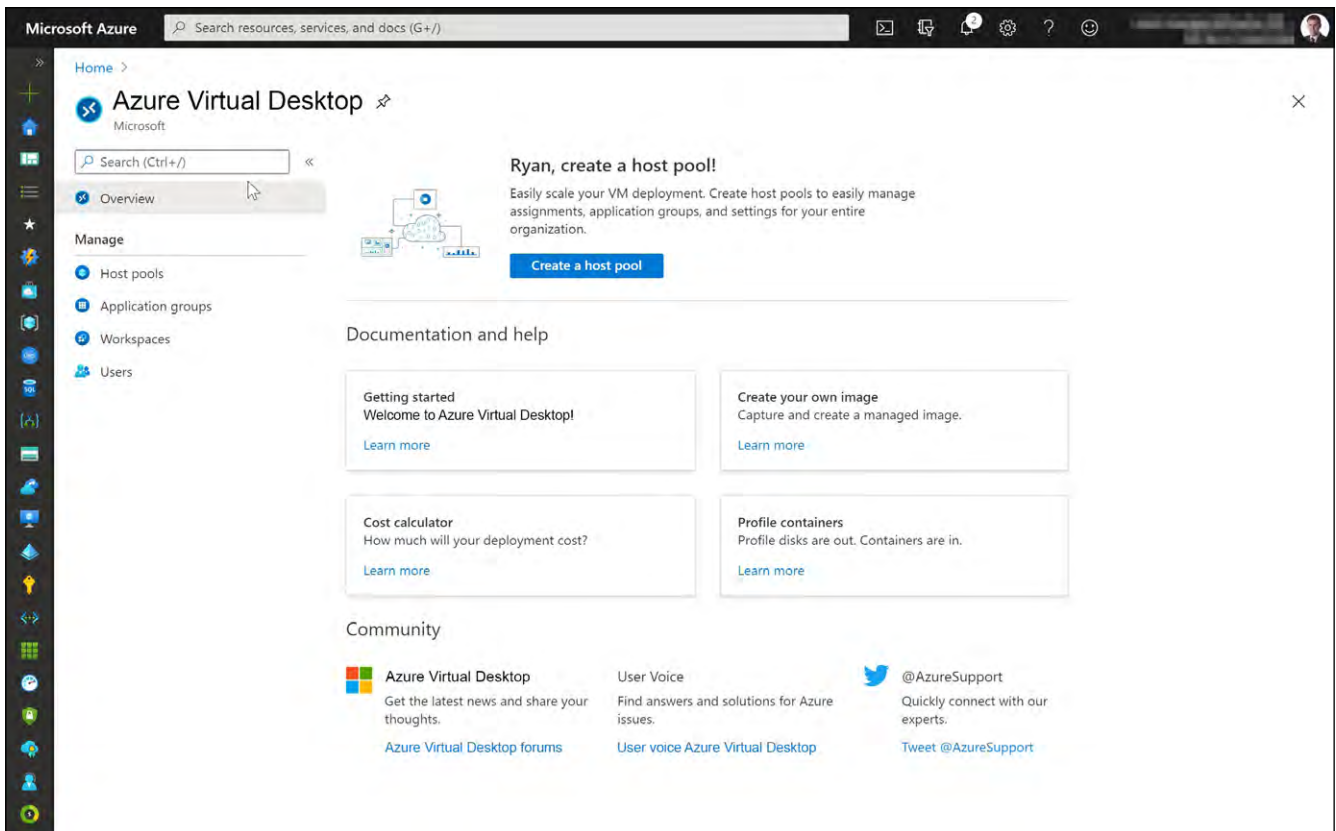 Microsoft Azure
Search resources, services, and docs (G+/)
2
Home >
Azure Virtual Desktop
Microsoft
Search (Ctrl+/)
Overview
Manage
Host pools
Application groups
Workspaces
Users
Ryan, create a host pool!
Easily scale your VM deployment. Create host pools to easily manage
assignments, application groups, and settings for your entire
organization.
Create a host pool
Documentation and help
Getting started
Welcome to Azure Virtual Desktop!
Learn more
Create your own image
Capture and create a managed image.
Learn more
Cost calculator
How much will your deployment cost?
Learn more
Profile containers
Profile disks are out. Containers are in.
Learn more
Community
Azure Virtual Desktop
Get the latest news and share your
thoughts.
Azure Virtual Desktop forums
User Voice
Find answers and solutions for Azure
issues.
User voice Azure Virtual Desktop
@AzureSupport
Quickly connect with our
experts.
Tweet @AzureSupport